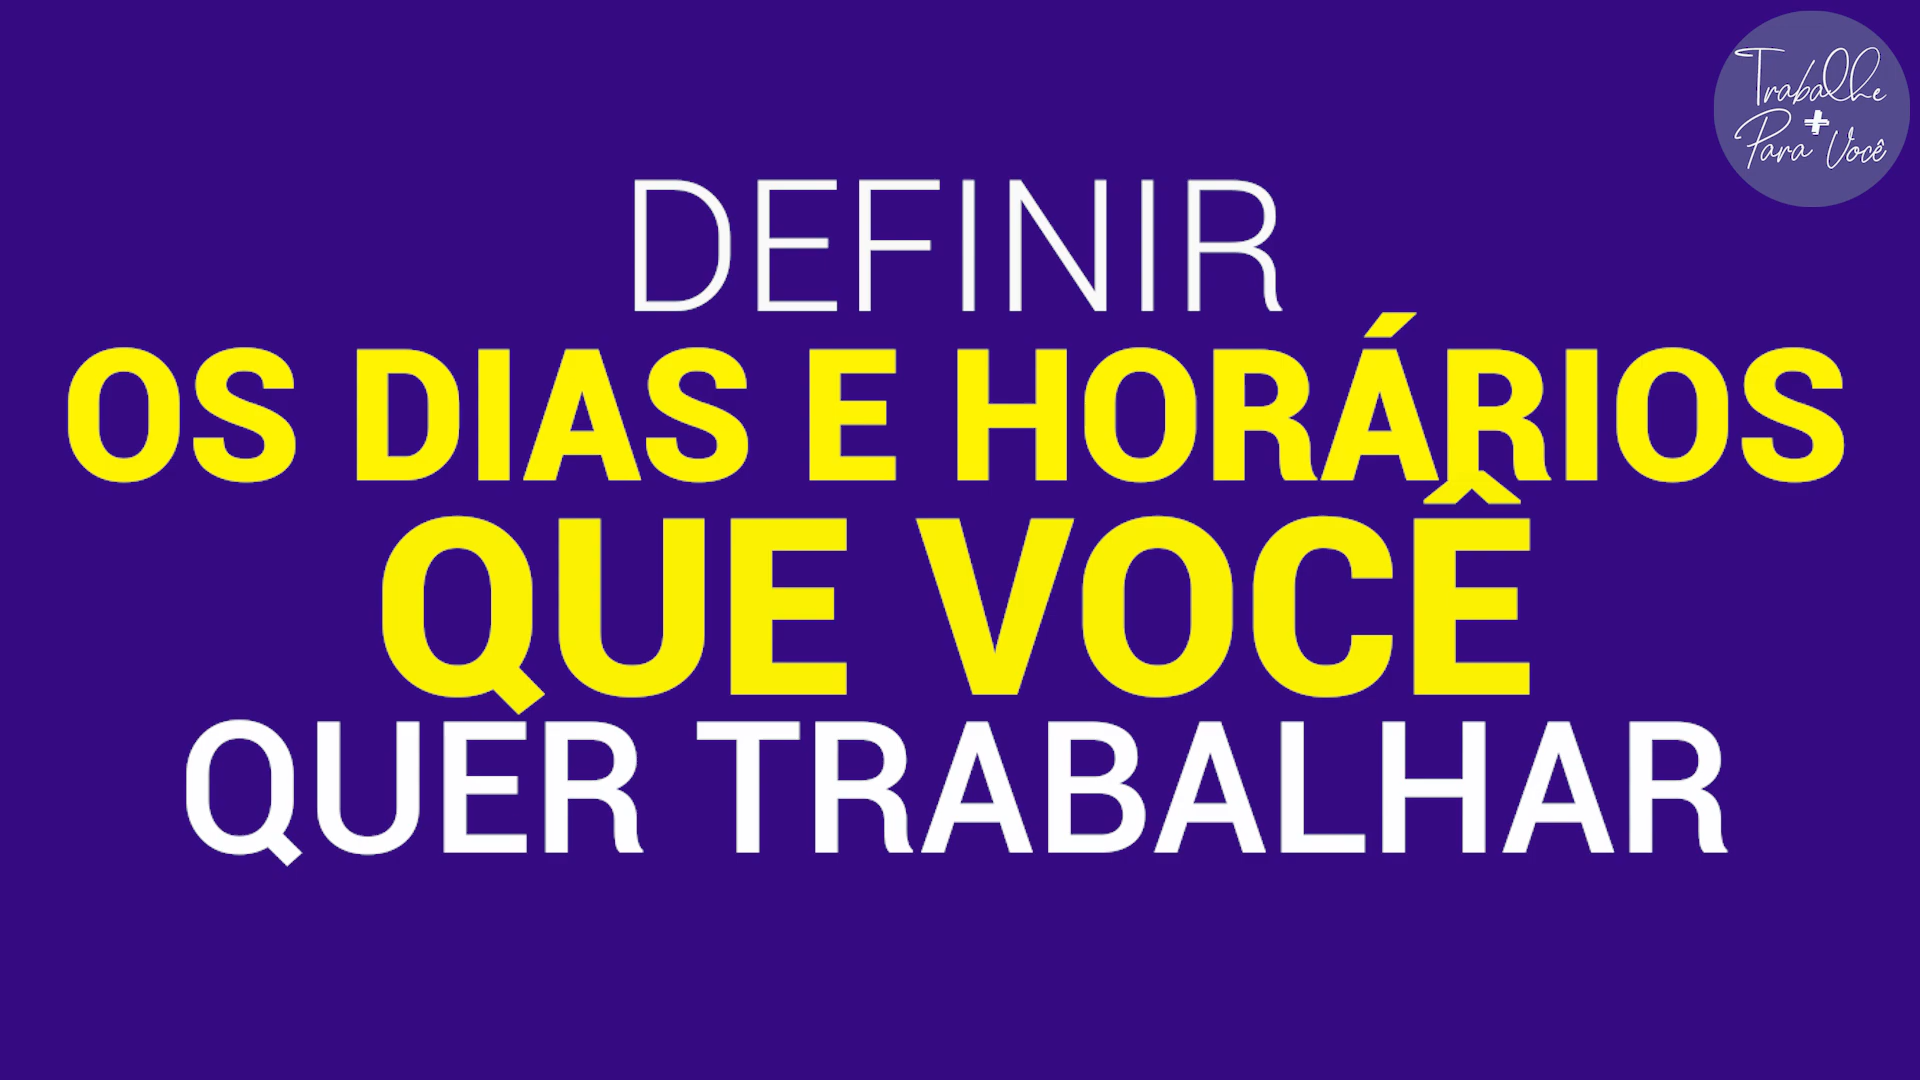 Trabalhe
+
Para Você
DEFINIR
OS DIAS E HORÁRIOS
QUE VOCÊ
QUER TRABALHAR